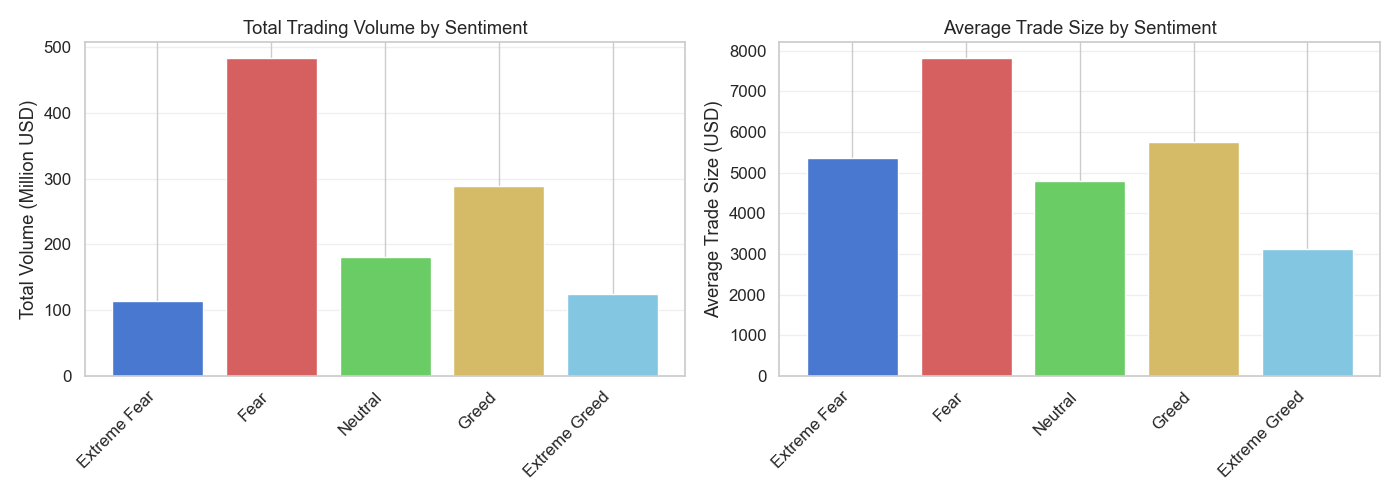 Total Trading Volume by Sentiment
Total Volume (Million USD)
500
400
300
200
100
0
Extreme Fear
Fear
Neutral
Greed
Extreme Greed
Average Trade Size by Sentiment
Average Trade Size (USD)
8000
7000
6000
5000
4000
3000
2000
1000
0
Extreme Fear
Fear
Neutral
Greed
Extreme Greed